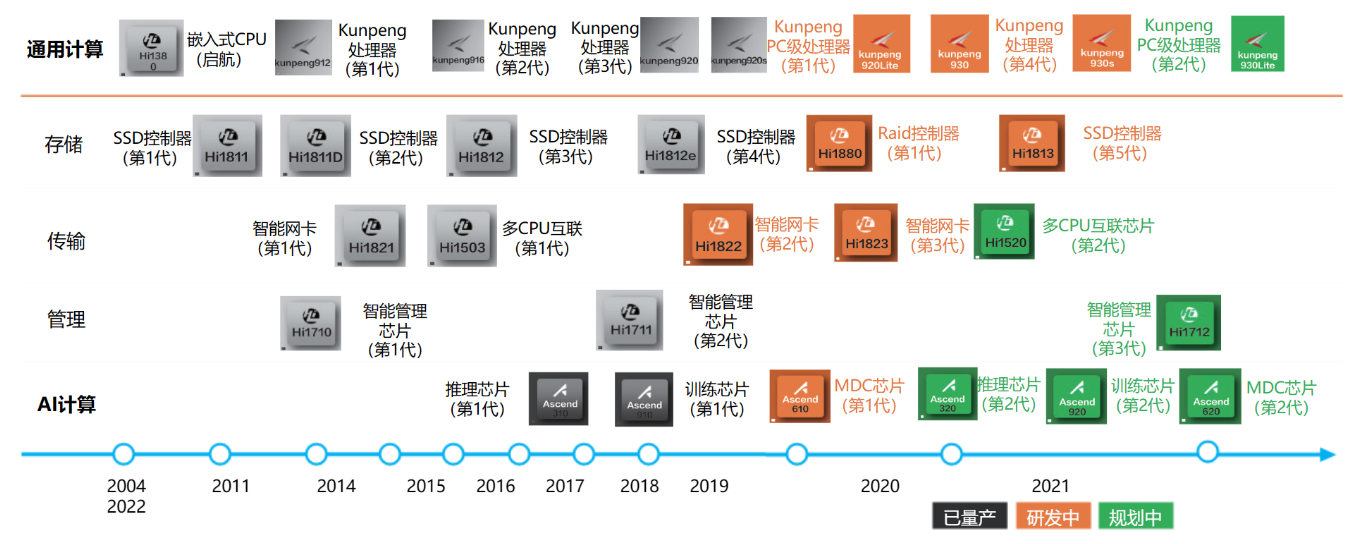 通用计算
Hi138
0
嵌入式CPU
(启航)
kunpeng912
Kunpeng
处理器
(第1代)
kunpeng916
Kunpeng
处理器
(第2代)
Kunpeng
处理器
(第3代)
kunpeng920
kunpeng920s
Kunpeng
PC级处理器
(第1代)
kunpeng
920Lite
kunpeng
930
Kunpeng
处理器
(第4代)
kunpeng
930s
Kunpeng
PC级处理器
(第2代)
kunpeng
930Lite
存储
SSD控制器
(第1代)
Hi1811
Hi1811D
SSD控制器
(第2代)
Hi1812
SSD控制器
(第3代)
Hi1812e
SSD控制器
(第4代)
Hi1880
Raid控制器
(第1代)
Hi1813
SSD控制器
(第5代)
传输
智能网卡
(第1代)
Hi1821
Hi1503
多CPU互联
(第1代)
Hi1822
智能网卡
(第2代)
Hi1823
智能网卡
(第3代)
Hi1520
多CPU互联芯片
(第2代)
管理
Hi1710
智能管理
芯片
(第1代)
Hi1711
智能管理
芯片
(第2代)
智能管理
芯片
(第3代)
Hi1712
AI计算
推理芯片
(第1代)
Ascend
310
Ascend
910
训练芯片
(第1代)
Ascend
610
MDC芯片
(第1代)
Ascend
320
推理芯片
(第2代)
Ascend
920
训练芯片
(第2代)
Ascend
620
MDC芯片
(第2代)
2004
2011
2014
2015
2016
2017
2018
2019
2020
2021
2022
已量产
研发中
规划中